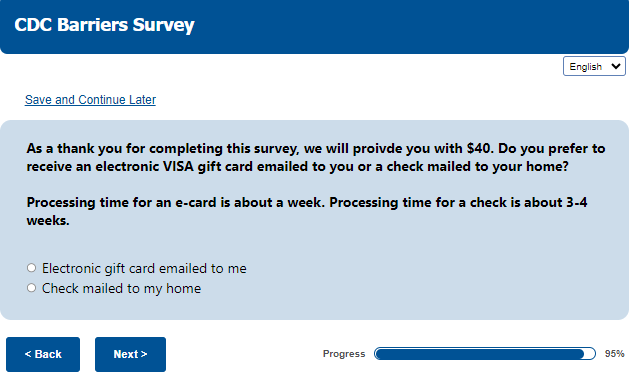 CDC Barriers Survey
English
Save and Continue Later
As a thank you for completing this survey, we will proivde you with $40. Do you prefer to
receive an electronic VISA gift card emailed to you or a check mailed to your home?
Processing time for an e-card is about a week. Processing time for a check is about 3-4
weeks.
Electronic gift card emailed to me
Check mailed to my home
< Back
Next >
Progress
95%